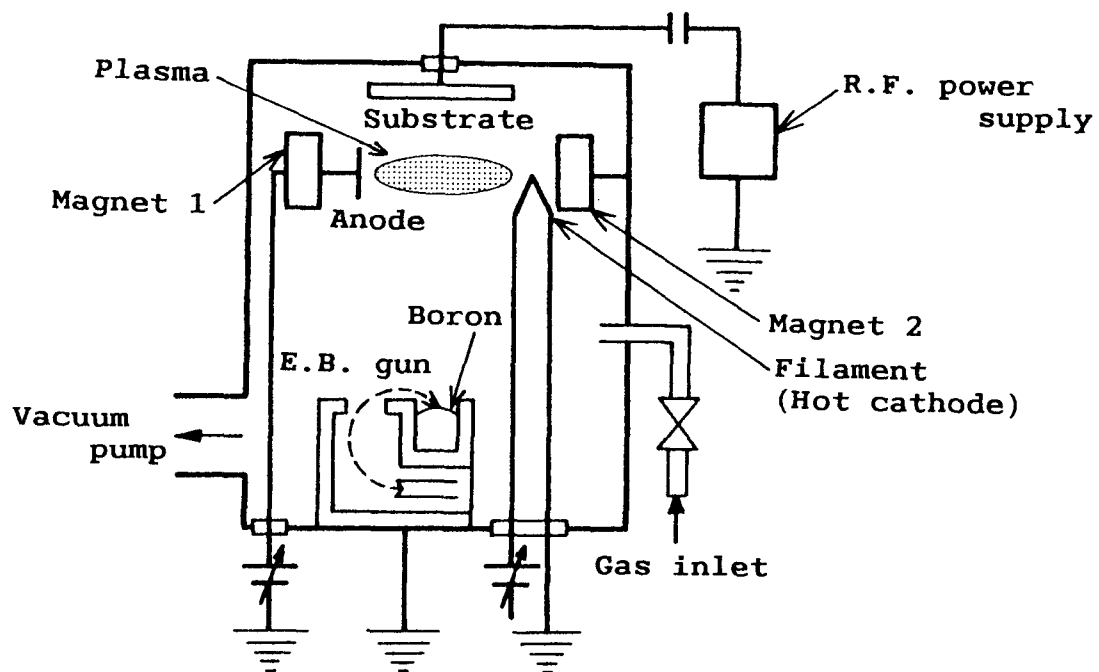 Plasma
R.F. power
supply
Substrate
Magnet 1
Anode
Boron
Magnet 2
E.B. gun
Filament
(Hot cathode)
Vacuum
pump
Gas inlet